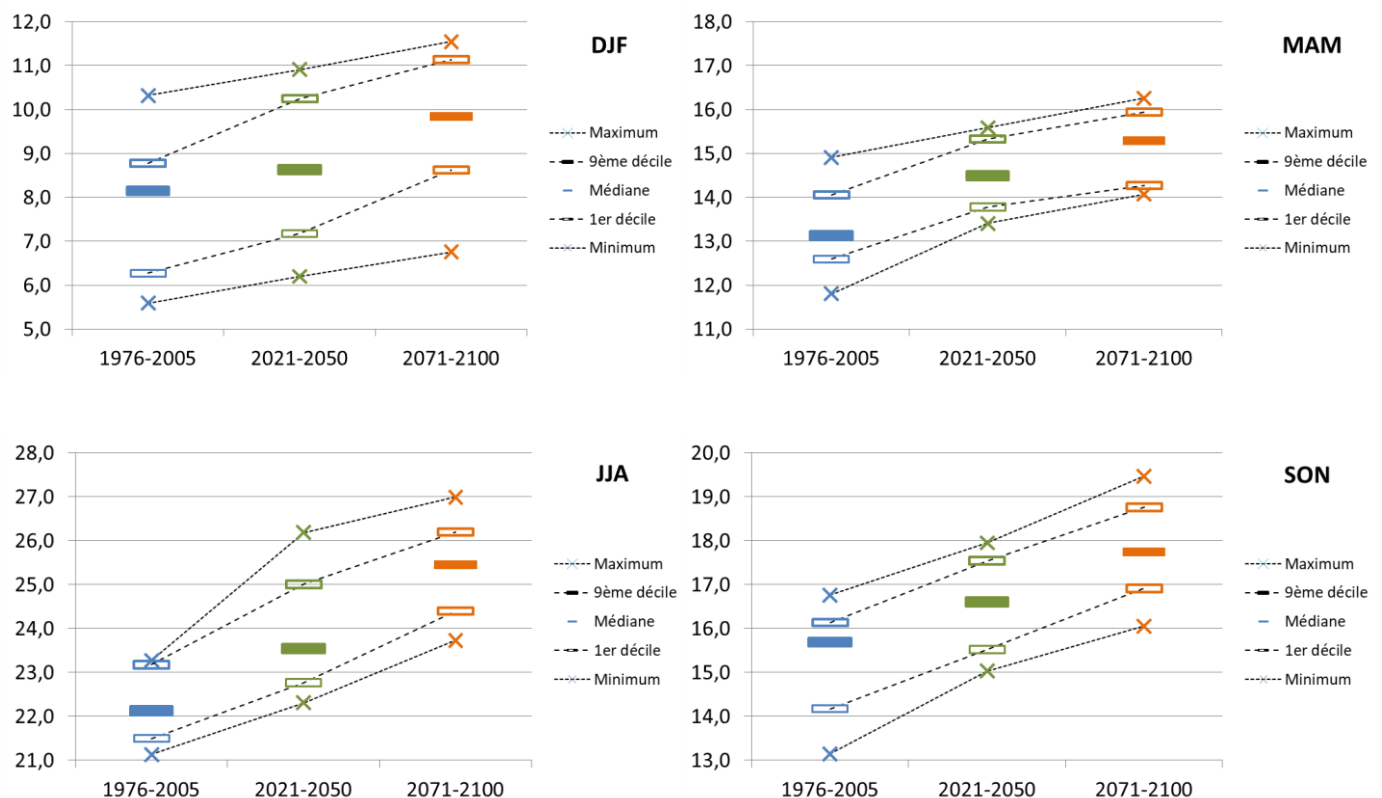 DJF
12,0
11,0
10,0
9,0
8,0
7,0
6,0
5,0
1976-2005 2021-2050 2071-2100
Maximum
9ème décile
Médiane
1er décile
Minimum
MAM
18,0
17,0
16,0
15,0
14,0
13,0
12,0
11,0
1976-2005 2021-2050 2071-2100
Maximum
9ème décile
Médiane
1er décile
Minimum
JJA
28,0
27,0
26,0
25,0
24,0
23,0
22,0
21,0
1976-2005 2021-2050 2071-2100
Maximum
9ème décile
Médiane
1er décile
Minimum
SON
20,0
19,0
18,0
17,0
16,0
15,0
14,0
13,0
1976-2005 2021-2050 2071-2100
Maximum
9ème décile
Médiane
1er décile
Minimum